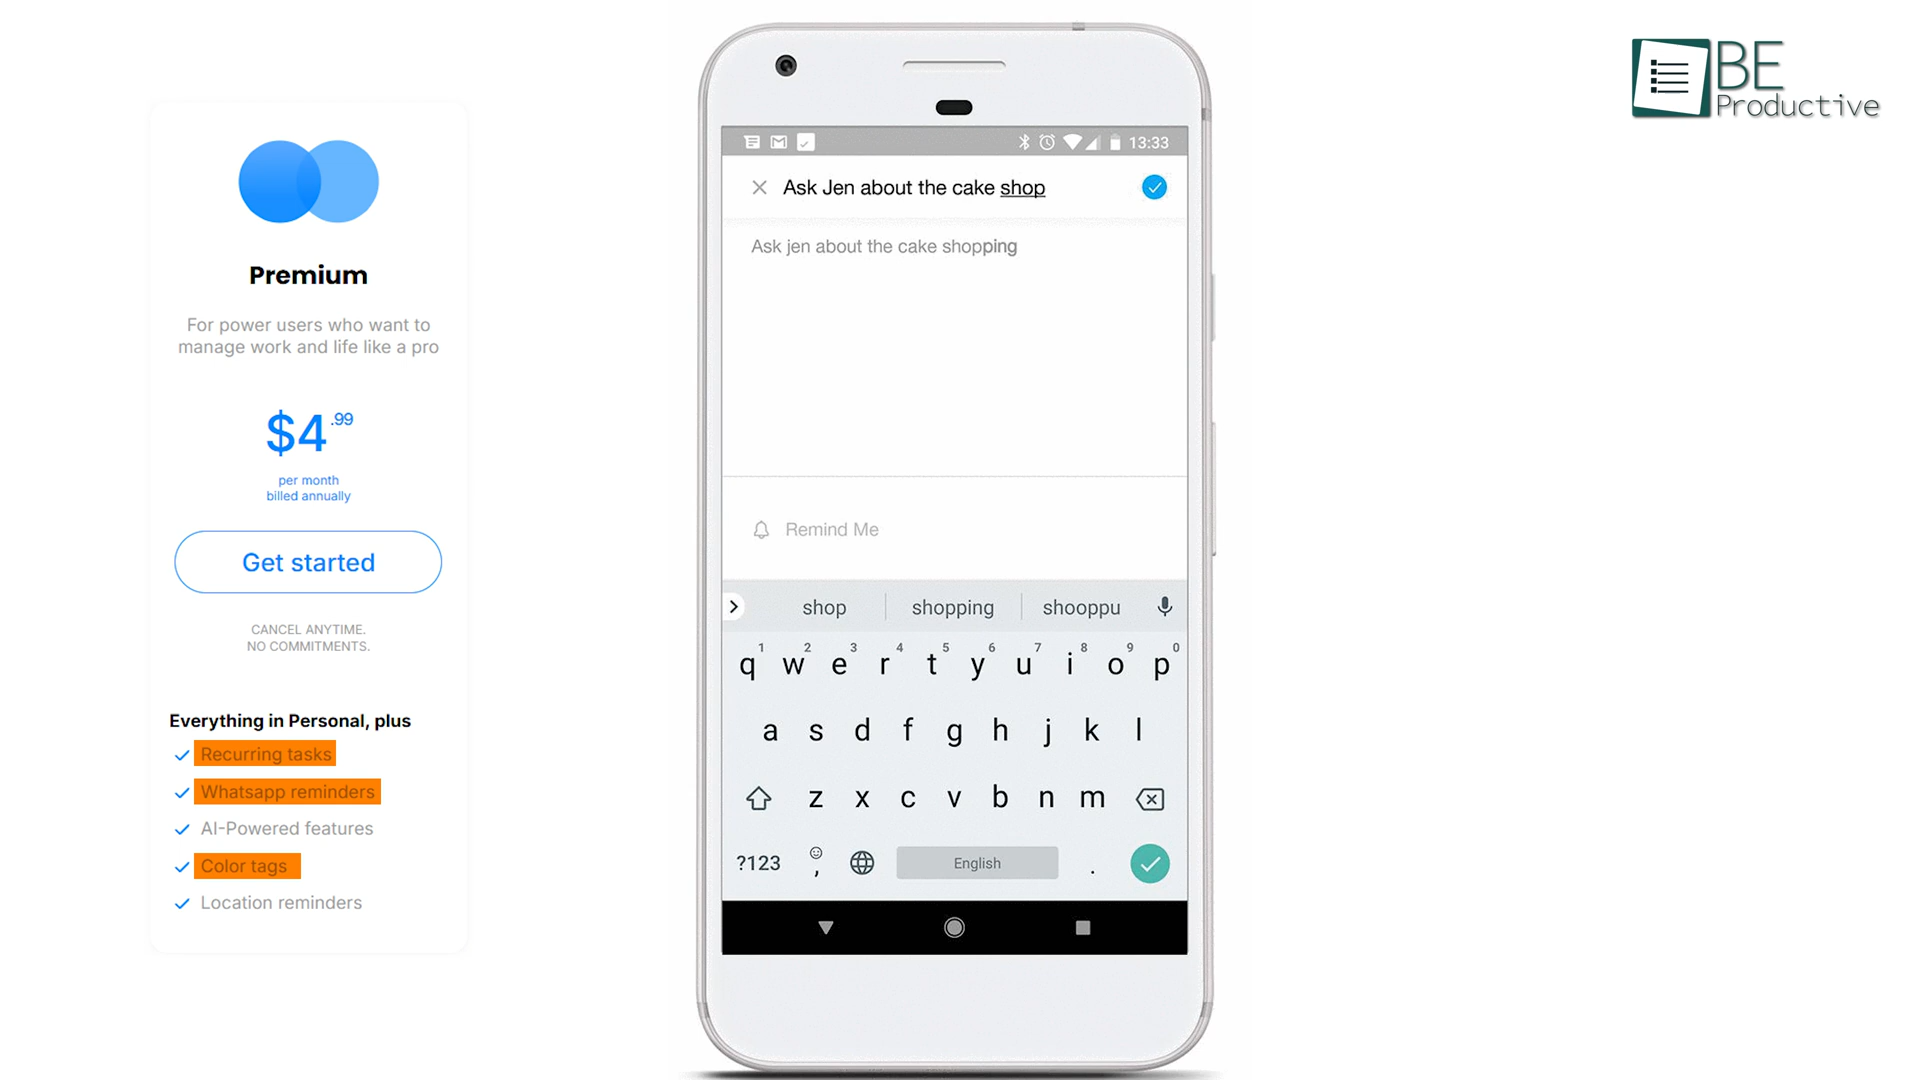 BE
Productive
Premium
For power users who want to
manage work and life like a pro
$4.99
per month
billed annually
Get started
CANCEL ANYTIME.
NO COMMITMENTS.
Everything in Personal, plus
Recurring tasks
Whatsapp reminders
AI-Powered features
Color tags
Location reminders
13:33
Ask Jen about the cake shop
Ask jen about the cake shopping
Remind Me
shop shopping shooppu
1 2 3 4 5 6 7 8 9 0
q w e r t y u i o p
a s d f g h j k l
z x c v b n m
?123 , English .